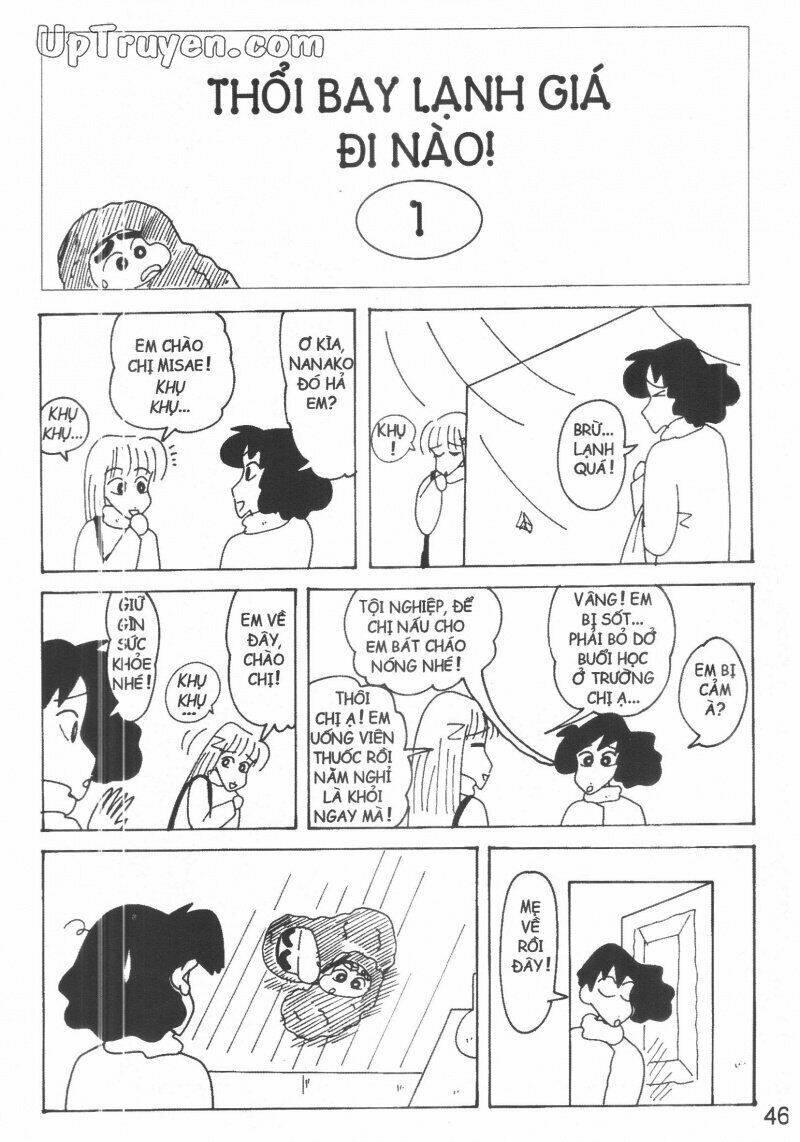 UpTruyen.com
THỔI BAY LẠNH GIÁ
ĐI NÀO!
1
BRỪ...
LẠNH
QUÁ!
KHỤ
!
Ơ KÌA,
NANAKO
ĐÓ HẢ
EM?
EM CHÀO
CHỊ MISAE!
KHỤ
KHỤ...
KHỤ
KHỤ...
EM BỊ
CẢM
À?
VÂNG! EM
BỊ SỐT...
PHẢI BỎ DỞ
BUỔI HỌC
Ở TRƯỜNG
CHỊ Ạ...
TỘI NGHIỆP, ĐỂ
CHỊ NẤU CHO
EM BÁT CHÁO
NÓNG NHÉ!
THÔI
CHỊ Ạ! EM
UỐNG VIÊN
THUỐC RỒI
NẰM NGHỈ
LÀ KHỎI
NGAY MÀ!
EM VỀ
ĐÂY,
CHÀO
CHỊ!
KHỤ
KHỤ
...
GIỮ
GÌN
SỨC
KHỎE
NHÉ!
MẸ
VỀ
RỒI
ĐÂY!
46